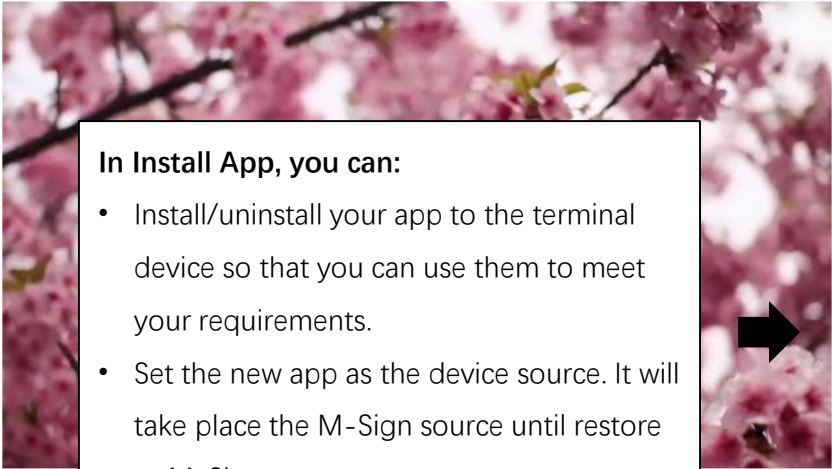 In Install App, you can:
• Install/uninstall your app to the terminal
device so that you can use them to meet
your requirements.
• Set the new app as the device source. It will
take place the M-Sign source until restore